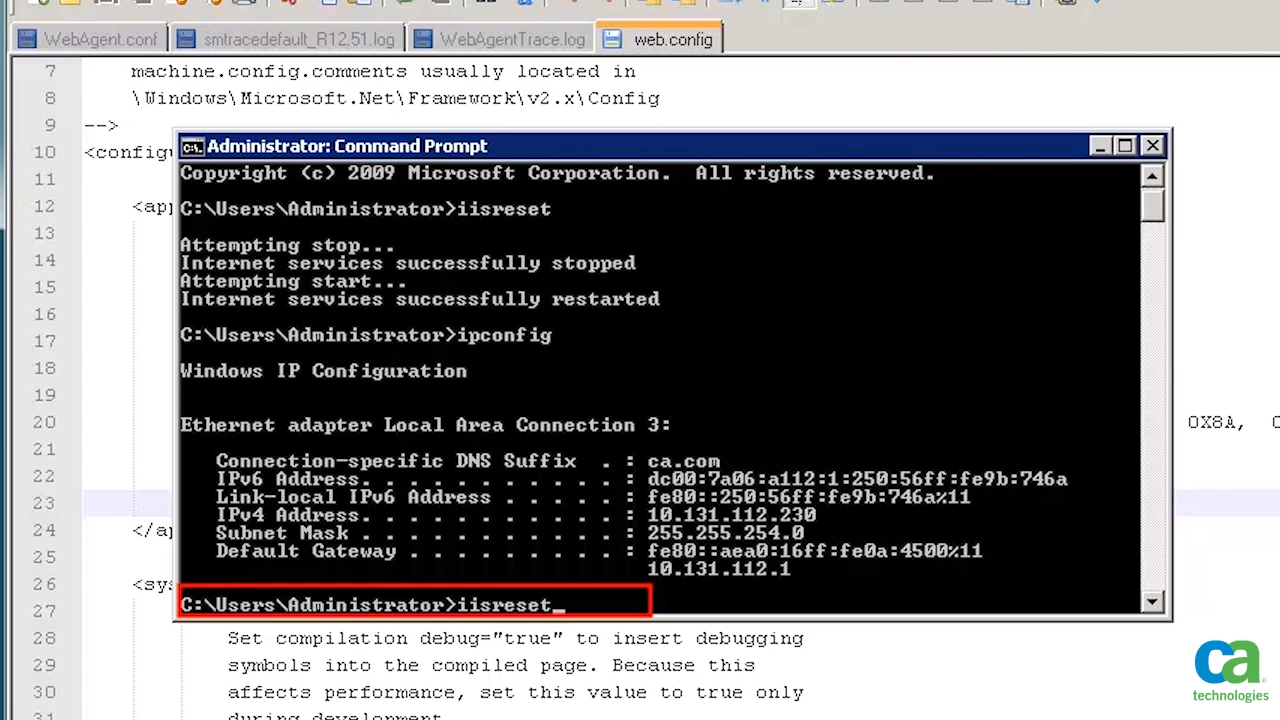 WebAgent.conf smtracedefault_R12.51.log WebAgentTrace.log web.config
7 machine.config.comments usually located in
8 \Windows\Microsoft.Net\Framework\v2.x\Config
9 -->
10 <config
11
12 <app
13
14
15
16
17
18
19
20 0X8A,
21
22
23
24 </ap
25
26 <sys
27
28 Set compilation debug="true" to insert debugging
29 symbols into the compiled page. Because this
30 affects performance, set this value to true only
31 during development.
Administrator: Command Prompt
Copyright (c) 2009 Microsoft Corporation. All rights reserved.
C:\Users\Administrator>iisreset
Attempting stop...
Internet services successfully stopped
Attempting start...
Internet services successfully restarted
C:\Users\Administrator>ipconfig
Windows IP Configuration
Ethernet adapter Local Area Connection 3:
Connection-specific DNS Suffix . : ca.com
IPv6 Address. . . . . . . . . . . : dc00:7a06:a112:1:250:56ff:fe9b:746a
Link-local IPv6 Address . . . . . : fe80::250:56ff:fe9b:746a%11
IPv4 Address. . . . . . . . . . . : 10.131.112.230
Subnet Mask . . . . . . . . . . . : 255.255.254.0
Default Gateway . . . . . . . . . : fe80::aea0:16ff:fe0a:4500%11
10.131.112.1
C:\Users\Administrator>iisreset_
ca
technologies